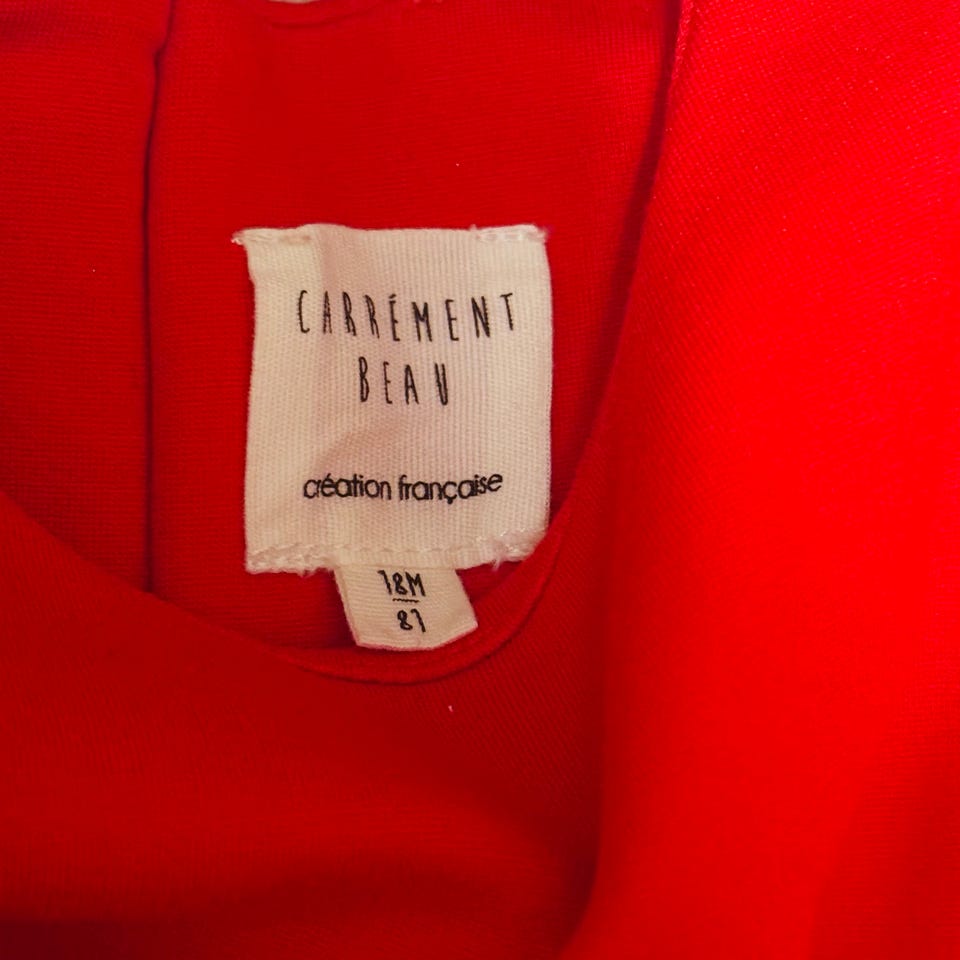 CARRÉMENT
BEAU
création française
18M
81